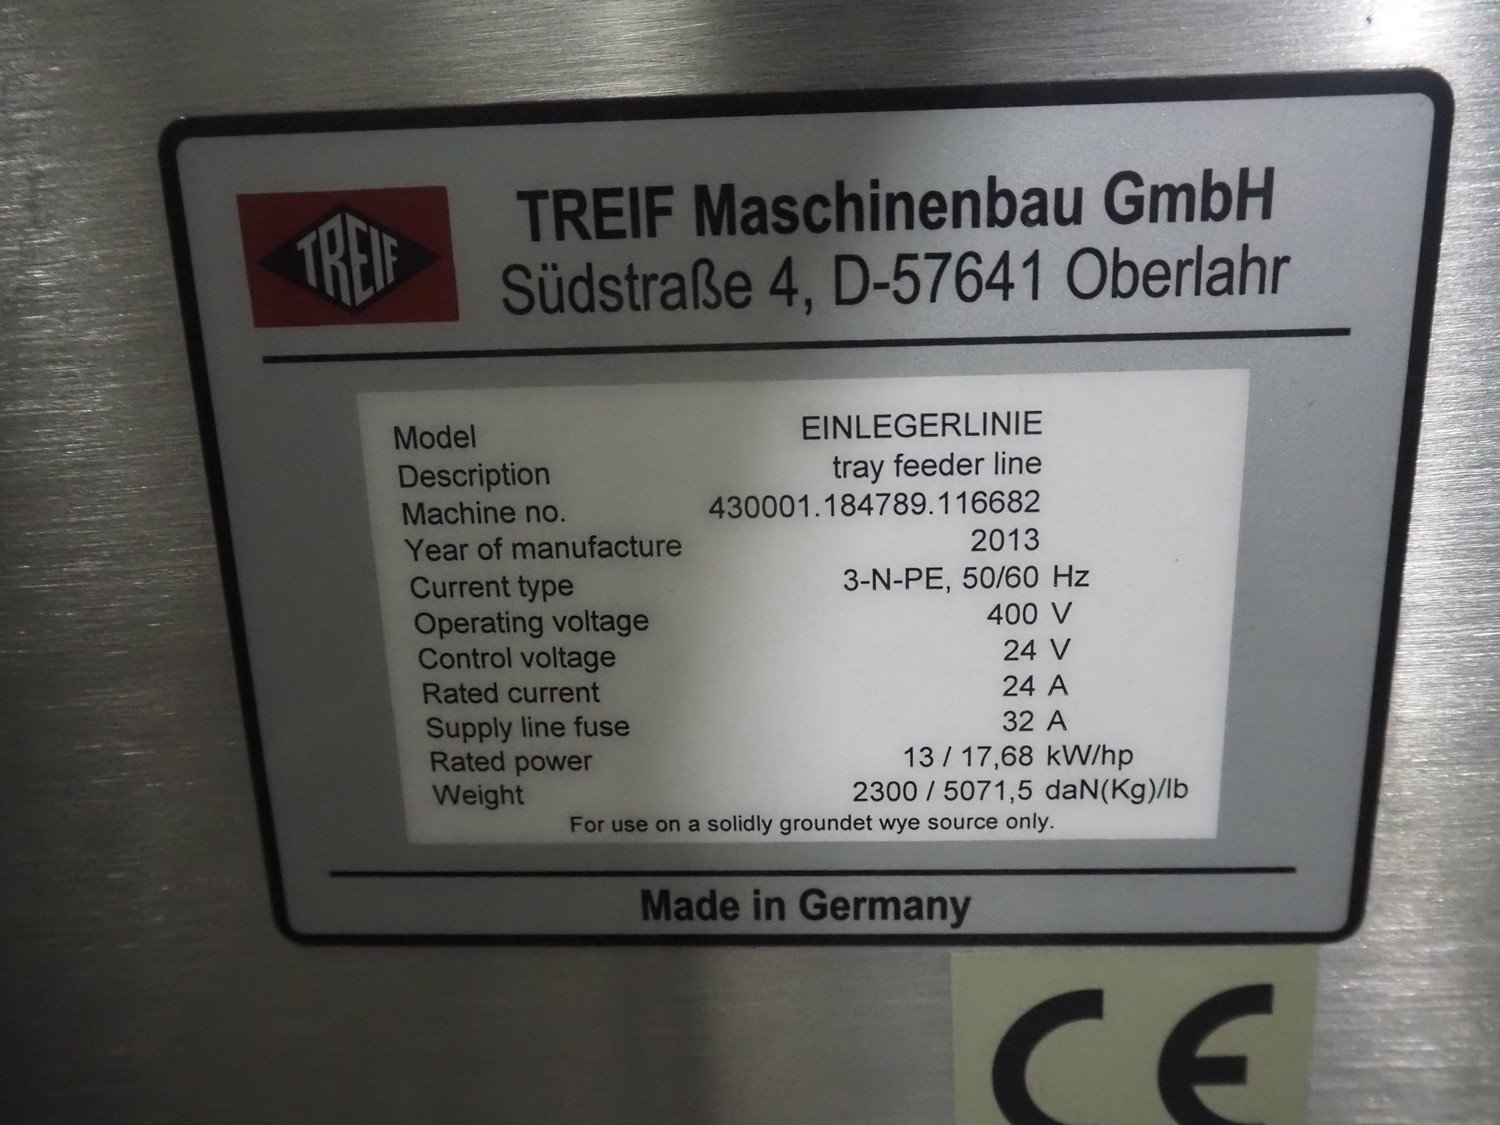 TREIF
TREIF Maschinenbau GmbH
Südstraße 4, D-57641 Oberlahr
Model EINLEGERLINIE
Description tray feeder line
Machine no. 430001.184789.116682
Year of manufacture 2013
Current type 3-N-PE, 50/60 Hz
Operating voltage 400 V
Control voltage 24 V
Rated current 24 A
Supply line fuse 32 A
Rated power 13 / 17,68 kW/hp
Weight 2300 / 5071,5 daN(Kg)/lb
For use on a solidly groundet wye source only.
Made in Germany
CE